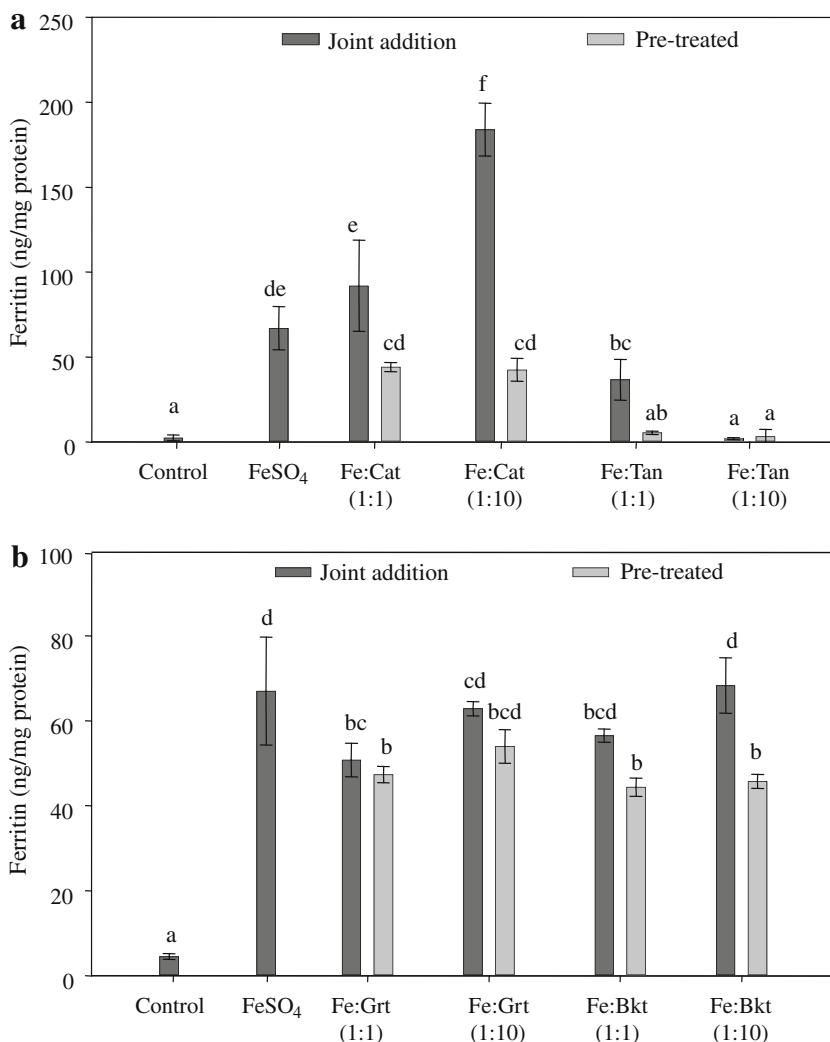 a
250
Joint addition
Pre-treated
f
200
150
e
100
de
cd
cd
bc
50
ab
a
a
a
0
Ferritin (ng/mg protein)
Control
FeSO₄
Fe:Cat
Fe:Cat
Fe:Tan
Fe:Tan
(1:1)
(1:10)
(1:1)
(1:10)
b
100
Joint addition
Pre-treated
d
d
80
cd
bcd
bcd
bc
b
b
b
60
40
20
a
0
Ferritin (ng/mg protein)
Control
FeSO₄
Fe:Grt
Fe:Grt
Fe:Bkt
Fe:Bkt
(1:1)
(1:10)
(1:1)
(1:10)